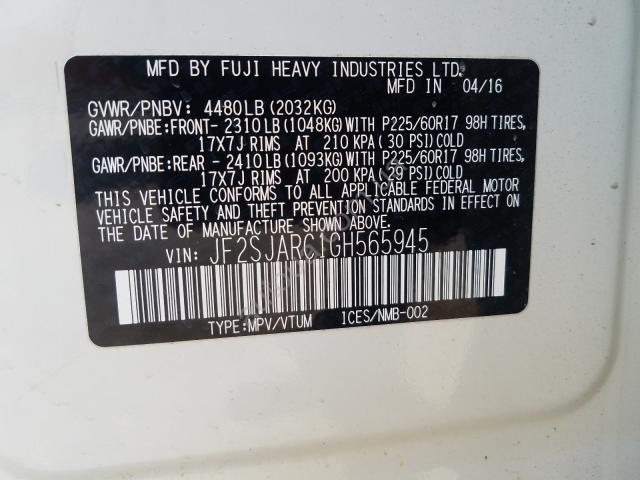 MFD BY FUJI HEAVY INDUSTRIES LTD.
MFD IN 04/16
GVWR/PNBV: 4480LB(2032KG)
GAWR/PNBE:FRONT- 2310LB(1048KG)WITH P225/60R17 98H TIRES,
17X7J RIMS AT 210 KPA(30 PSI)COLD
GAWR/PNBE:REAR - 2410LB(1093KG)WITH P225/60R17 98H TIRES,
17X7J RIMS AT 200 KPA(29 PSI)COLD
THIS VEHICLE CONFORMS TO ALL APPLICABLE FEDERAL MOTOR
VEHICLE SAFETY AND THEFT PREVENTION STANDARDS IN EFFECT ON
THE DATE OF MANUFACTURE SHOWN ABOVE.
VIN: JF2SJARC1GH565945
TYPE:MPV/VTUM ICES/NMB-002